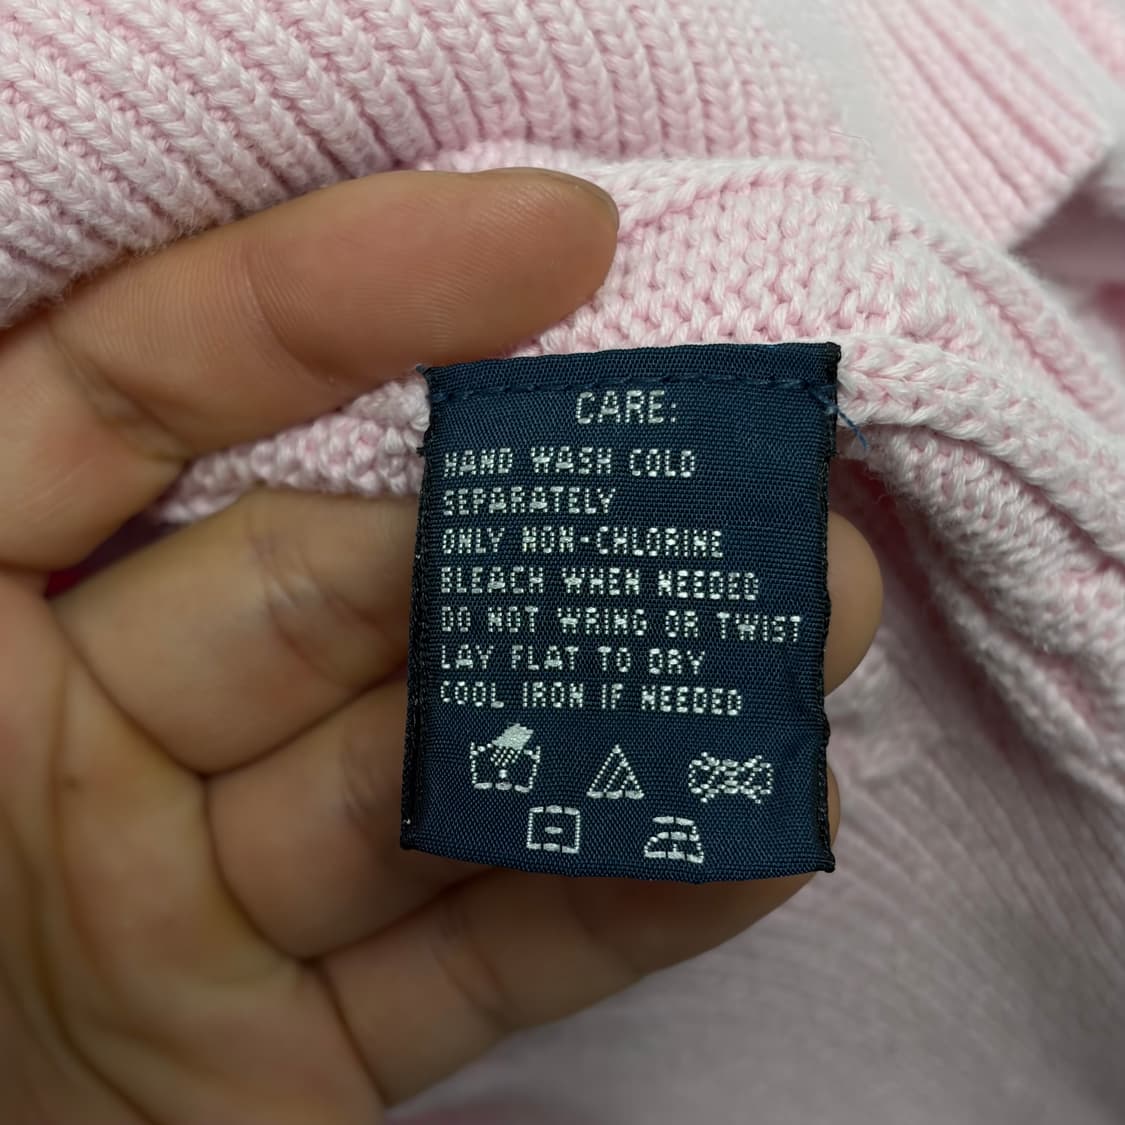 CARE:
HAND WASH COLD
SEPARATELY
ONLY NON-CHLORINE
BLEACH WHEN NEEDED
DO NOT WRING OR TWIST
LAY FLAT TO DRY
COOL IRON IF NEEDED